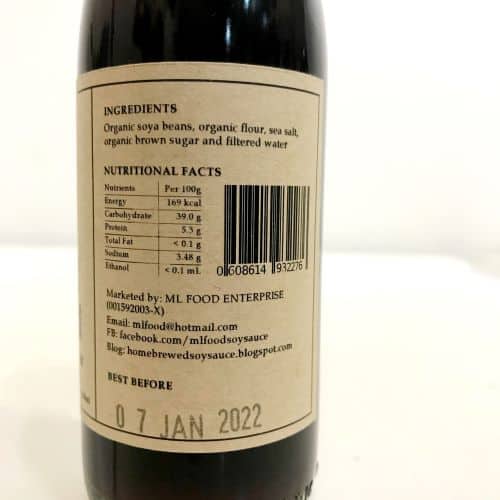 INGREDIENTS
Organic soya beans, organic flour, sea salt,
organic brown sugar and filtered water
NUTRITIONAL FACTS
Nutrients Per 100g
Energy 169 kcal
Carbohydrate 39.0 g
Protein 5.3 g
Total Fat < 0.1 g
Sodium 3.48 g
Ethanol < 0.1 mL
0 608614 932276
Marketed by: ML FOOD ENTERPRISE
(001592003-X)
Email: mlfood@hotmail.com
FB: facebook.com/mlfoodsoysauce
Blog: homebrewedsoysauce.blogspot.com
BEST BEFORE
0 7 JAN 2022